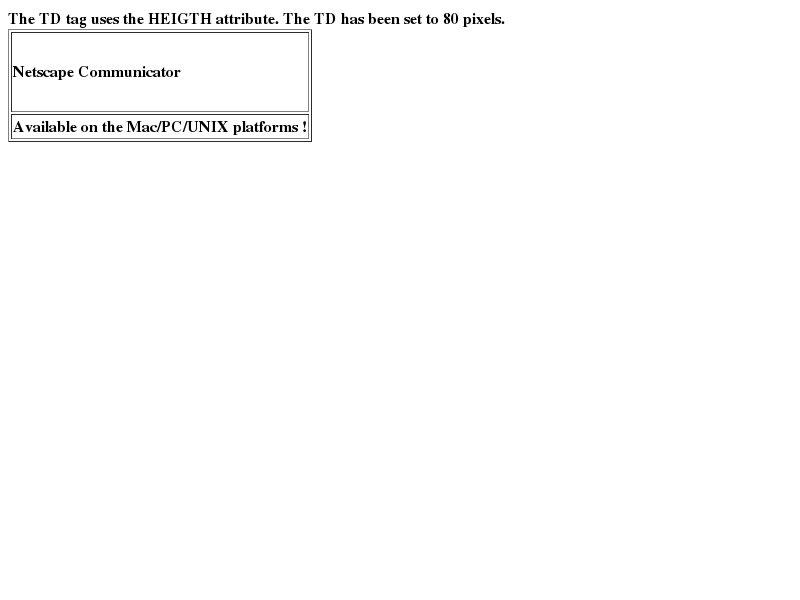 The TD tag uses the HEIGTH attribute. The TD has been set to 80 pixels.
Netscape Communicator
Available on the Mac/PC/UNIX platforms !